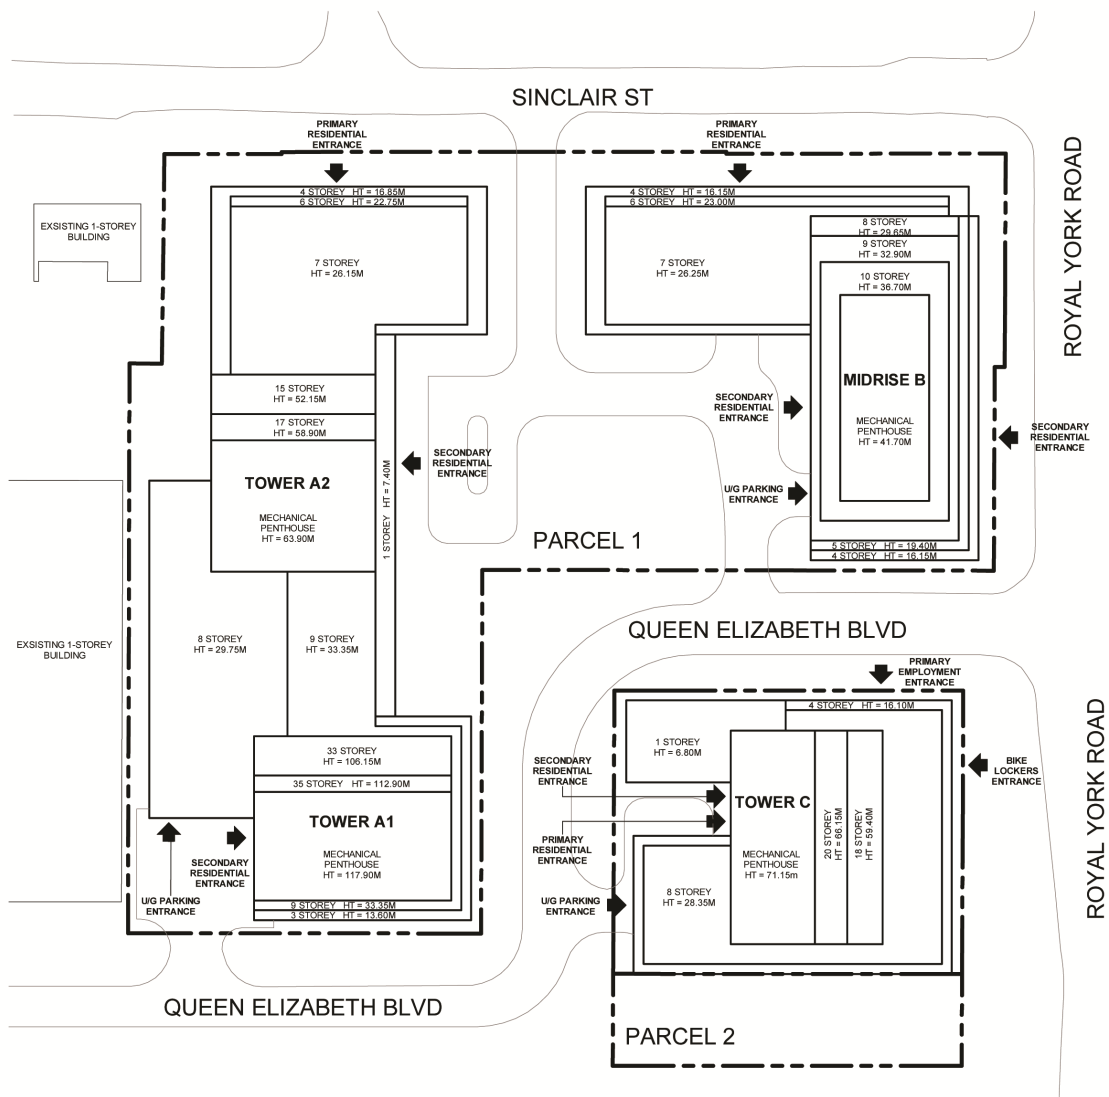 SINCLAIR ST
PRIMARY
RESIDENTIAL
ENTRANCE
PRIMARY
RESIDENTIAL
ENTRANCE
ROYAL YORK ROAD
4 STOREY HT = 16.85M
6 STOREY HT = 22.75M
7 STOREY
HT = 26.15M
EXSISTING 1-STOREY
BUILDING
4 STOREY HT = 16.15M
6 STOREY HT = 23.00M
7 STOREY
HT = 26.25M
8 STOREY
HT = 29.65M
9 STOREY
HT = 32.90M
10 STOREY
HT = 36.70M
MIDRISE B
MECHANICAL
PENTHOUSE
HT = 41.70M
5 STOREY HT = 19.40M
4 STOREY HT = 16.15M
SECONDARY
RESIDENTIAL
ENTRANCE
SECONDARY
RESIDENTIAL
ENTRANCE
U/G PARKING
ENTRANCE
15 STOREY
HT = 52.15M
17 STOREY
HT = 58.90M
TOWER A2
MECHANICAL
PENTHOUSE
HT = 63.90M
1 STOREY HT = 7.40M
SECONDARY
RESIDENTIAL
ENTRANCE
PARCEL 1
EXSISTING 1-STOREY
BUILDING
8 STOREY
HT = 29.75M
9 STOREY
HT = 33.35M
QUEEN ELIZABETH BLVD
33 STOREY
HT = 106.15M
35 STOREY HT = 112.90M
TOWER A1
MECHANICAL
PENTHOUSE
HT = 117.90M
9 STOREY HT = 33.35M
3 STOREY HT = 13.60M
SECONDARY
RESIDENTIAL
ENTRANCE
U/G PARKING
ENTRANCE
PRIMARY
EMPLOYMENT
ENTRANCE
4 STOREY HT = 16.10M
1 STOREY
HT = 6.80M
SECONDARY
RESIDENTIAL
ENTRANCE
TOWER C
MECHANICAL
PENTHOUSE
HT = 71.15m
20 STOREY
HT = 66.15M
18 STOREY
HT = 59.40M
BIKE
LOCKERS
ENTRANCE
PRIMARY
RESIDENTIAL
ENTRANCE
8 STOREY
HT = 28.35M
U/G PARKING
ENTRANCE
ROYAL YORK ROAD
QUEEN ELIZABETH BLVD
PARCEL 2